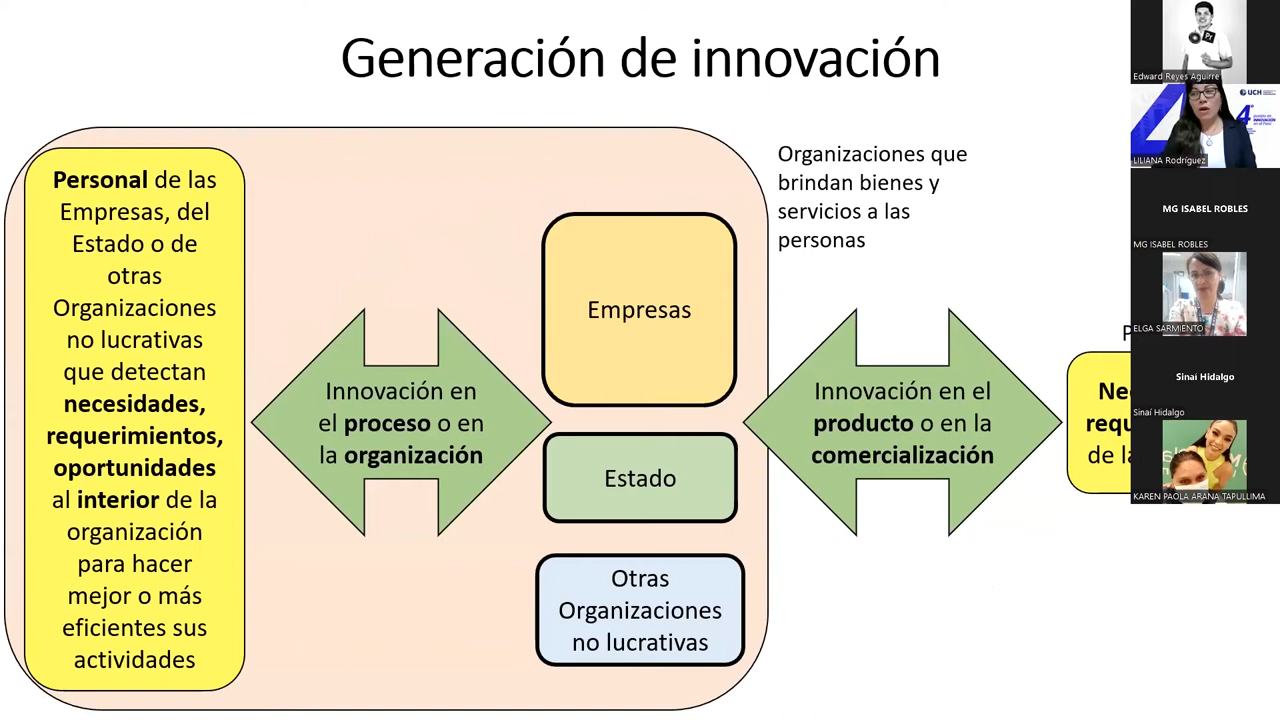 Generación de innovación
Personal de las
Empresas, del
Estado o de
otras
Organizaciones
no lucrativas
que detectan
necesidades,
requerimientos,
oportunidades
al interior de la
organización
para hacer
mejor o más
eficientes sus
actividades
Innovación en
el proceso o en
la organización
Empresas
Estado
Otras
Organizaciones
no lucrativas
Organizaciones que
brindan bienes y
servicios a las
personas
Innovación en el
producto o en la
comercialización
Edward Reyes Aguirre
UCH
4°
LILIANA Rodríguez
MG ISABEL ROBLES
MG ISABEL ROBLES
ELGA SARMIENTO
Sinaí Hidalgo
Sinaí Hidalgo
KAREN PAOLA ARANA TAPULLIMA